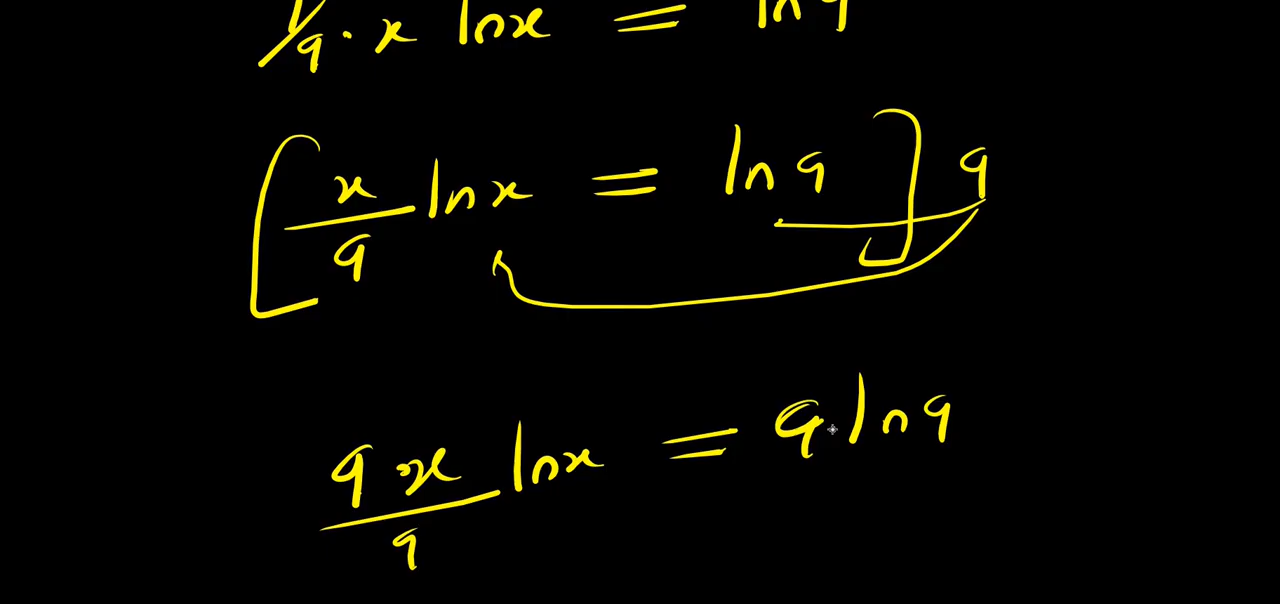 1/9 · x ln x = ln 9
[ x/9 ln x = ln 9 ] 9
9x/9 ln x = 9·ln 9